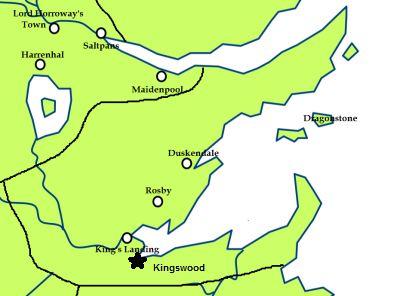 Lord Horroway's
Town
Saltpans
Harrenhal
Maidenpool
Dragonstone
Duskendale
Rosby
King's Landing
Kingswood